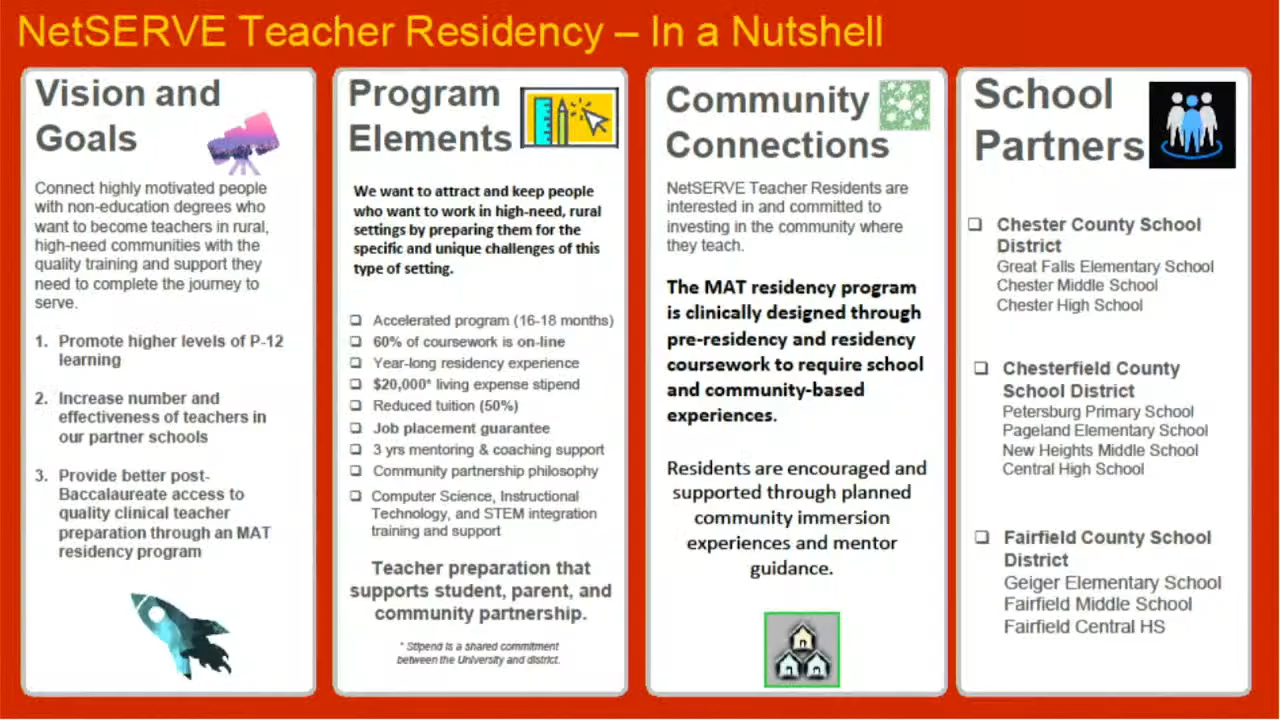 NetSERVE Teacher Residency – In a Nutshell
Vision and
Goals
Connect highly motivated people
with non-education degrees who
want to become teachers in rural,
high-need communities with the
quality training and support they
need to complete the journey to
serve.
1. Promote higher levels of P-12
learning
2. Increase number and
effectiveness of teachers in
our partner schools
3. Provide better post-
Baccalaureate access to
quality clinical teacher
preparation through an MAT
residency program
Program
Elements
We want to attract and keep people
who want to work in high-need, rural
settings by preparing them for the
specific and unique challenges of this
type of setting.
❑ Accelerated program (16-18 months)
❑ 60% of coursework is on-line
❑ Year-long residency experience
❑ $20,000* living expense stipend
❑ Reduced tuition (50%)
❑ Job placement guarantee
❑ 3 yrs mentoring & coaching support
❑ Community partnership philosophy
❑ Computer Science, Instructional
Technology, and STEM integration
training and support
Teacher preparation that
supports student, parent, and
community partnership.
* Stipend is a shared commitment
between the University and district.
Community
Connections
NetSERVE Teacher Residents are
interested in and committed to
investing in the community where
they teach.
The MAT residency program
is clinically designed through
pre-residency and residency
coursework to require school
and community-based
experiences.
Residents are encouraged and
supported through planned
community immersion
experiences and mentor
guidance.
School
Partners
❑ Chester County School
District
Great Falls Elementary School
Chester Middle School
Chester High School
❑ Chesterfield County
School District
Petersburg Primary School
Pageland Elementary School
New Heights Middle School
Central High School
❑ Fairfield County School
District
Geiger Elementary School
Fairfield Middle School
Fairfield Central HS